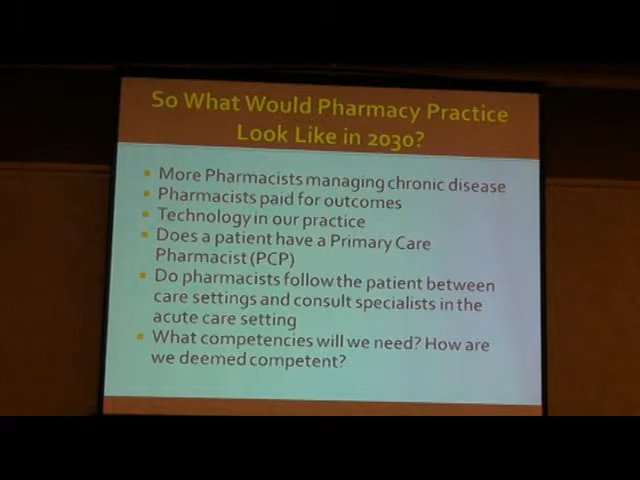 So What Would Pharmacy Practice
Look Like in 2030?
More Pharmacists managing chronic disease
Pharmacists paid for outcomes
Technology in our practice
Does a patient have a Primary Care
Pharmacist (PCP)
Do pharmacists follow the patient between
care settings and consult specialists in the
acute care setting
What competencies will we need? How are
we deemed competent?